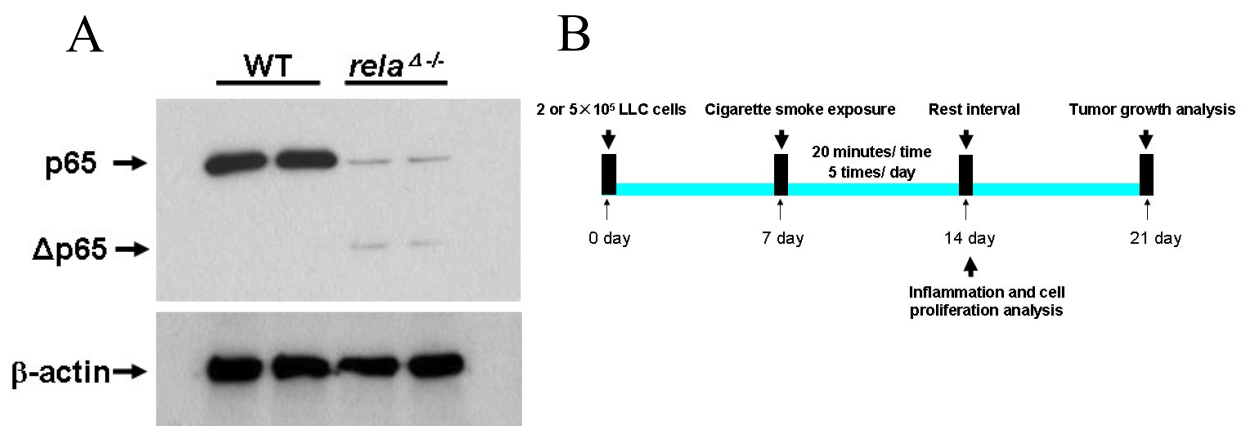 A
WT
rela Δ-/-
p65
Δp65
β-actin
B
2 or 5×10⁵ LLC cells
Cigarette smoke exposure
Rest interval
Tumor growth analysis
20 minutes/ time
5 times/ day
0 day
7 day
14 day
21 day
Inflammation and cell
proliferation analysis